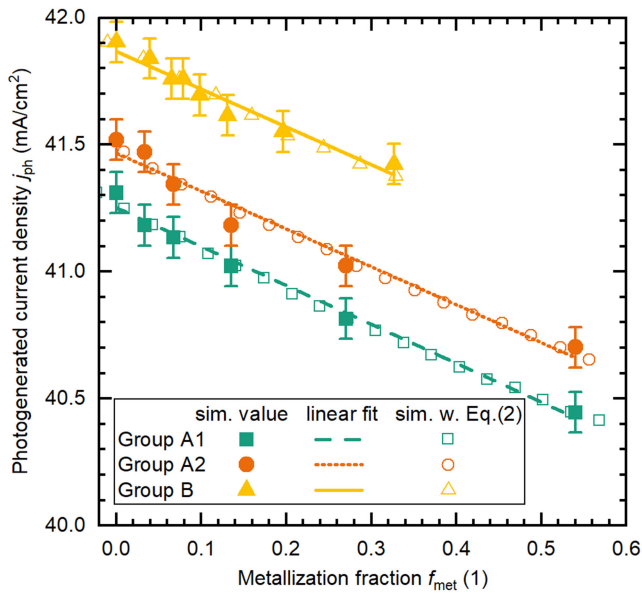 42.0
41.5
41.0
40.5
40.0
Photogenerated current density jph (mA/cm²)
sim. value linear fit sim. w. Eq.(2)
Group A1
Group A2
Group B
0.0 0.1 0.2 0.3 0.4 0.5 0.6
Metallization fraction fmet (1)